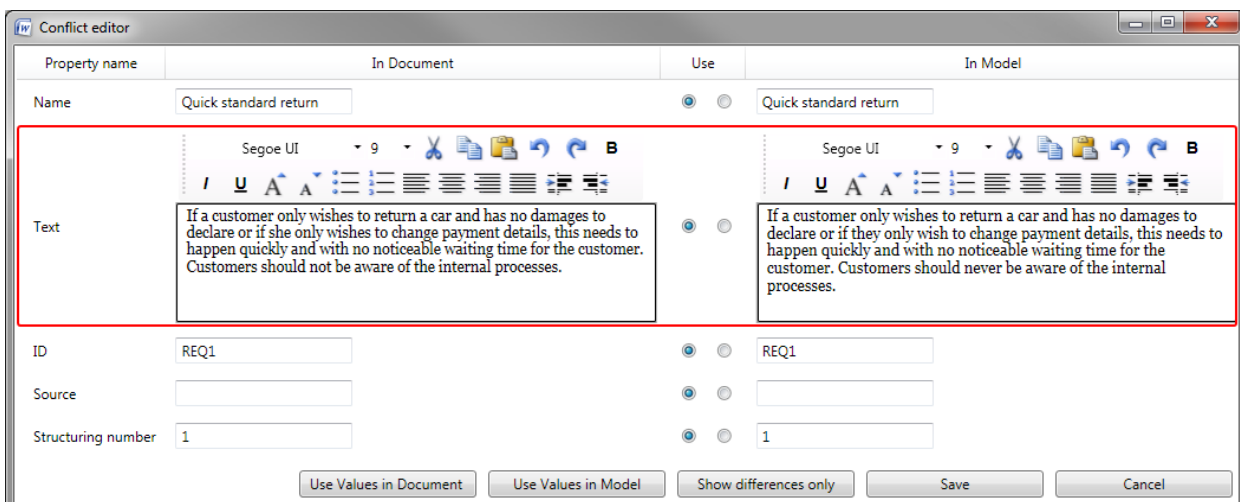 Conflict editor
Property name In Document Use In Model
Name Quick standard return Quick standard return
Segoe UI 9 B
I U A A
Segoe UI 9 B
I U A A
Text
If a customer only wishes to return a car and has no damages to
declare or if she only wishes to change payment details, this needs to
happen quickly and with no noticeable waiting time for the customer.
Customers should not be aware of the internal processes.
If a customer only wishes to return a car and has no damages to
declare or if they only wish to change payment details, this needs to
happen quickly and with no noticeable waiting time for the
customer. Customers should never be aware of the internal
processes.
ID REQ1 REQ1
Source
Structuring number 1 1
Use Values in Document Use Values in Model Show differences only Save Cancel